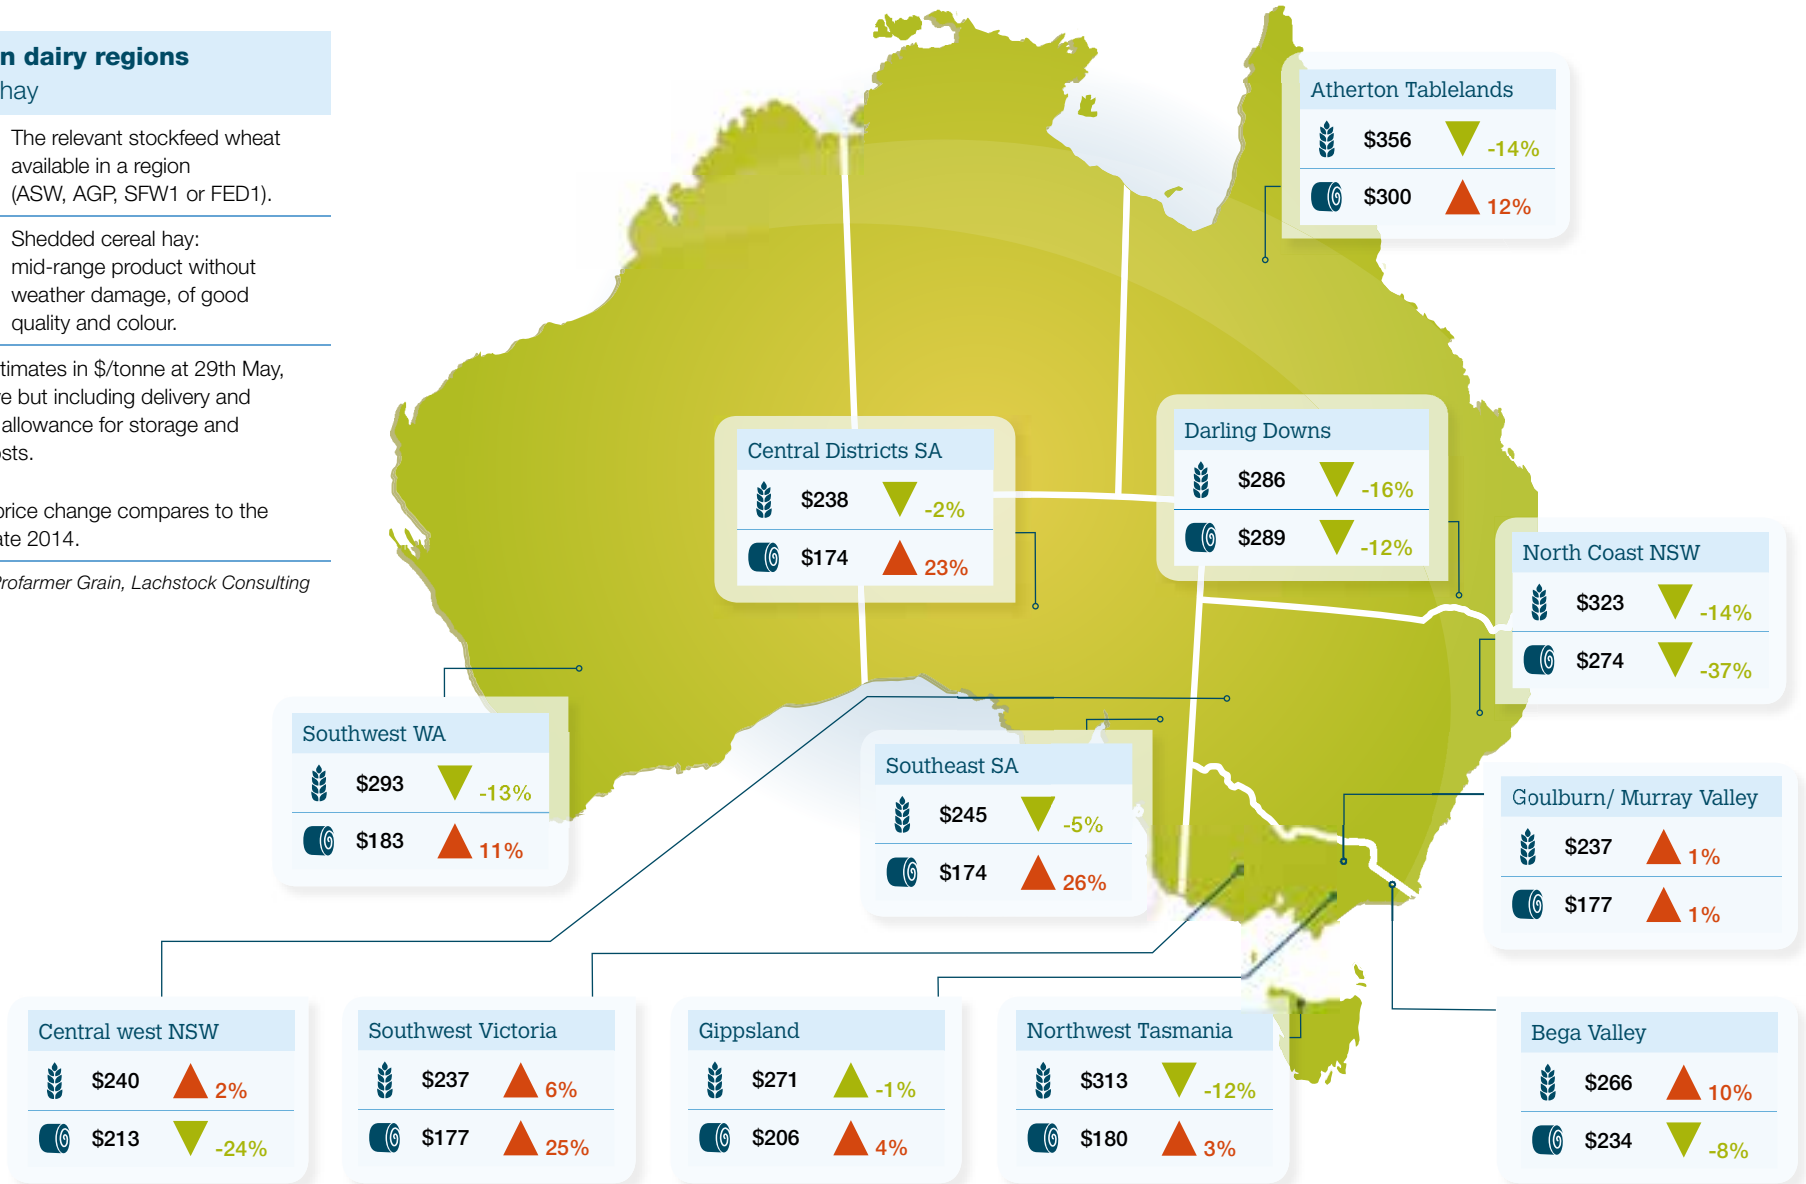 n dairy regions
hay
The relevant stockfeed wheat
available in a region
(ASW, AGP, SFW1 or FED1).
Shedded cereal hay:
mid-range product without
weather damage, of good
quality and colour.
timates in $/tonne at 29th May,
e but including delivery and
allowance for storage and
osts.
price change compares to the
ate 2014.
Profarmer Grain, Lachstock Consulting
Atherton Tablelands
$356 -14%
$300 12%
Central Districts SA
$238 -2%
$174 23%
Darling Downs
$286 -16%
$289 -12%
North Coast NSW
$323 -14%
$274 -37%
Southwest WA
$293 -13%
$183 11%
Southeast SA
$245 -5%
$174 26%
Goulburn/ Murray Valley
$237 1%
$177 1%
Central west NSW
$240 2%
$213 -24%
Southwest Victoria
$237 6%
$177 25%
Gippsland
$271 -1%
$206 4%
Northwest Tasmania
$313 -12%
$180 3%
Bega Valley
$266 10%
$234 -8%